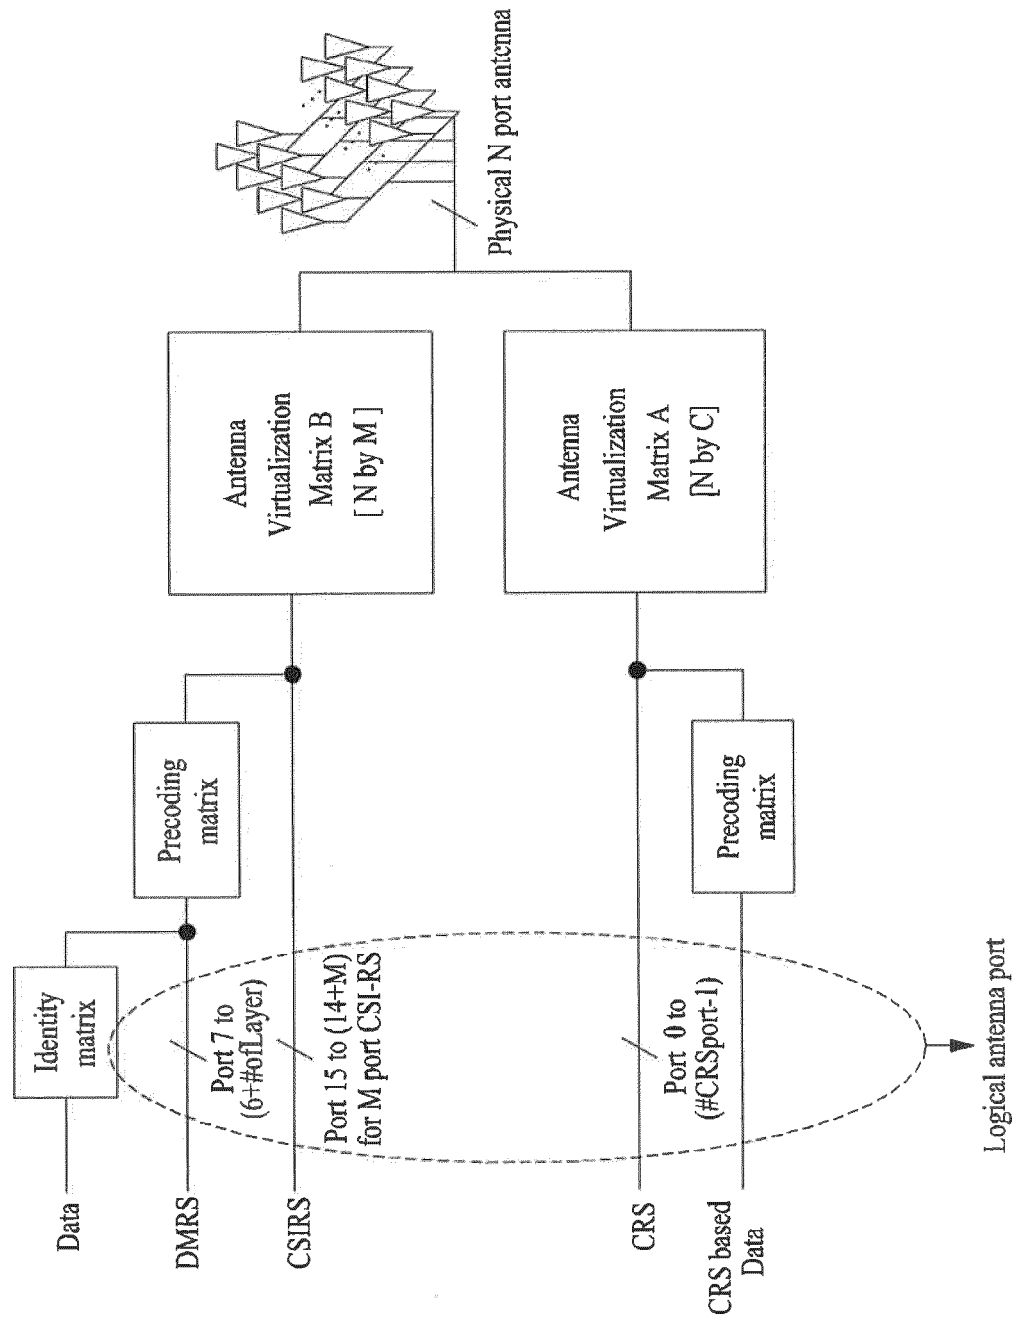 Data
Identity
matrix
DMRS
Port 7 to
(6+#ofLayer)
Precoding
matrix
CSIRS
Port 15 to (14+M)
for M port CSI-RS
Antenna
Virtualization
Matrix B
[ N by M ]
Physical N port antenna
CRS
Port 0 to
(#CRSport-1)
Antenna
Virtualization
Matrix A
[N by C]
CRS based
Data
Precoding
matrix
Logical antenna port